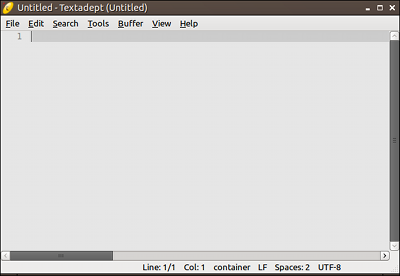 Untitled - Textadept (Untitled)
File Edit Search Tools Buffer View Help
1
Line: 1/1 Col: 1 container LF Spaces: 2 UTF-8